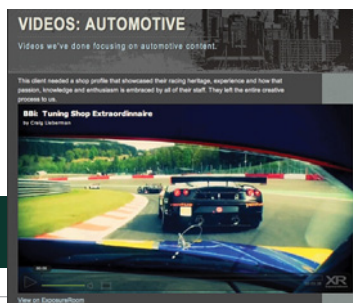 VIDEOS: AUTOMOTIVE
Videos we've done focusing on automotive content.
This client needed a shop profile that showcased their racing heritage, experience and how that
passion, knowledge and enthusiasm is embraced by all of their staff. They left the entire creative
process to us.
BBi: Tuning Shop Extraordinnaire
by Craig Lieberman
XR
View on ExposureRoom